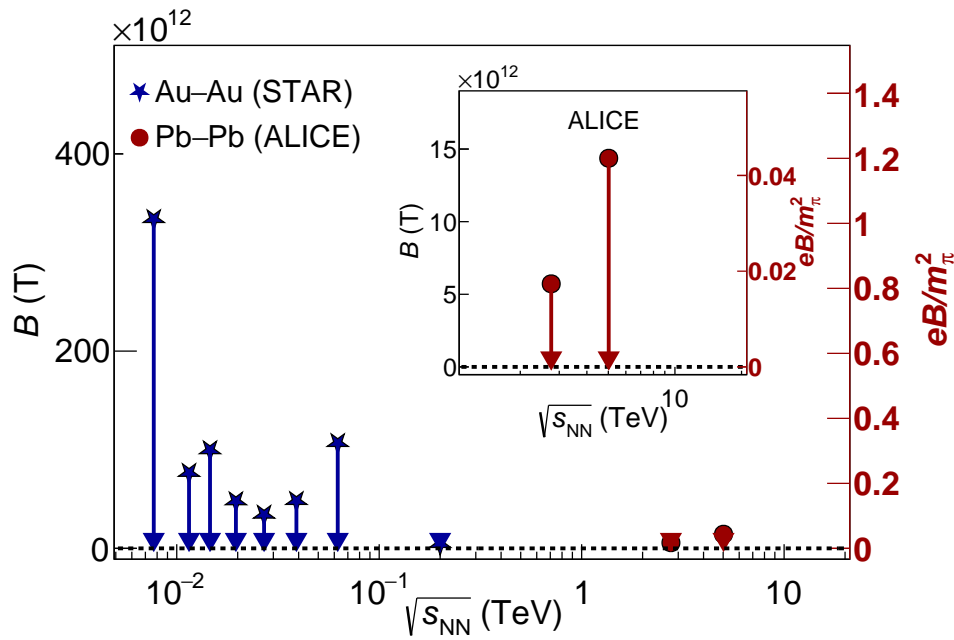 ×10¹²
Au–Au (STAR)
Pb–Pb (ALICE)
B (T)
400
200
0
10⁻²
10⁻¹
1
10
√sNN (TeV)
1.4
1.2
1
0.8
0.6
0.4
0.2
0
eB/m²π
×10¹²
ALICE
B (T)
15
10
5
0
10
√sNN (TeV)
0.04
0.02
0
eB/m²π